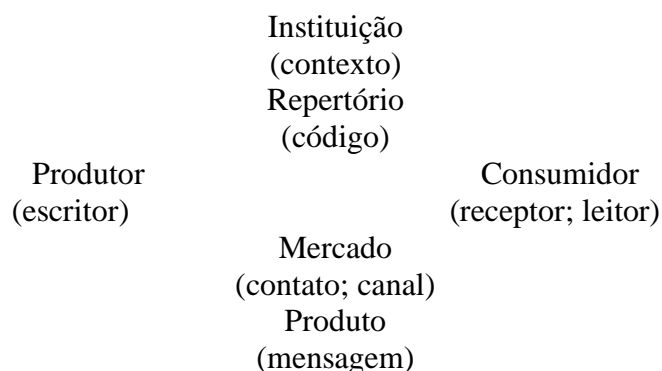 Instituição
(contexto)
Repertório
(código)
Produtor Consumidor
(escritor) (receptor; leitor)
Mercado
(contato; canal)
Produto
(mensagem)